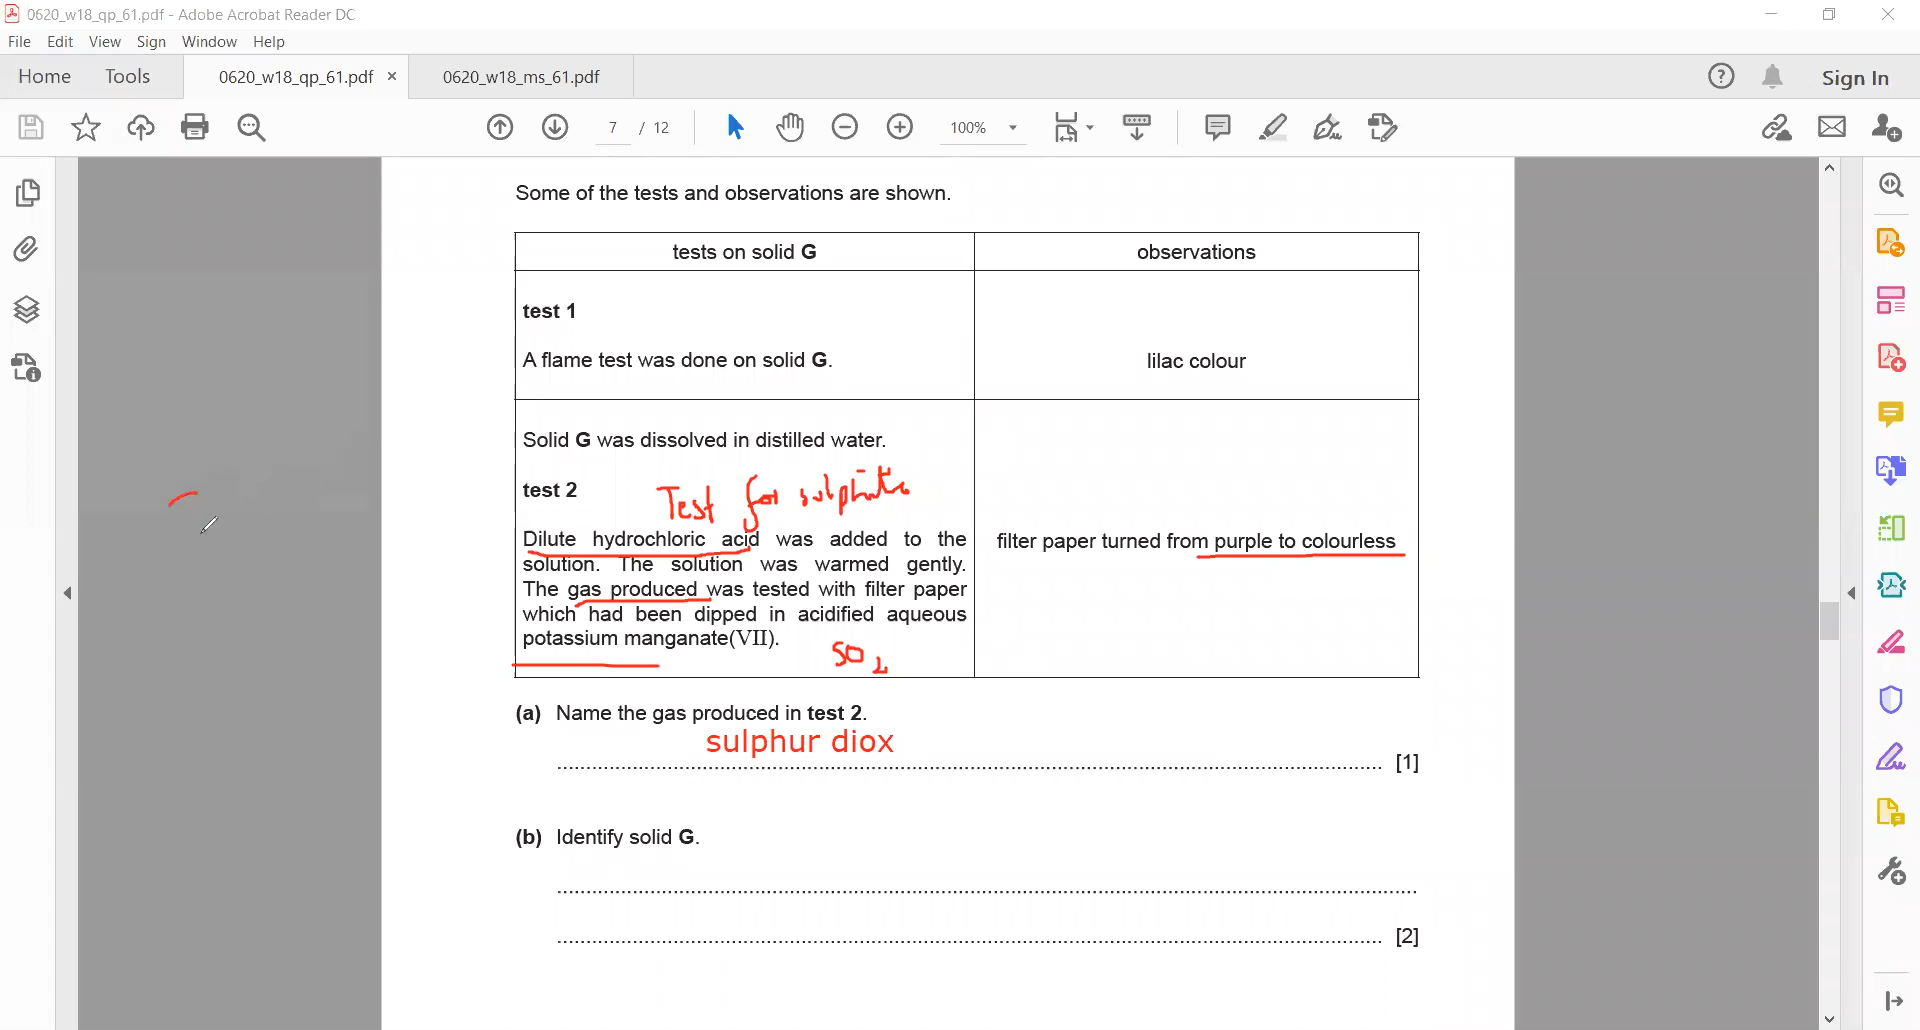 0620_w18_qp_61.pdf - Adobe Acrobat Reader DC
File Edit View Sign Window Help
Home Tools 0620_w18_qp_61.pdf × 0620_w18_ms_61.pdf Sign In
7 / 12 100%
Some of the tests and observations are shown.
tests on solid G observations
test 1
A flame test was done on solid G. lilac colour
Solid G was dissolved in distilled water.
test 2 Test for sulphite
Dilute hydrochloric acid was added to the filter paper turned from purple to colourless
solution. The solution was warmed gently.
The gas produced was tested with filter paper
which had been dipped in acidified aqueous
potassium manganate(VII).
SO2
(a) Name the gas produced in test 2.
sulphur diox
[1]
(b) Identify solid G.
[2]